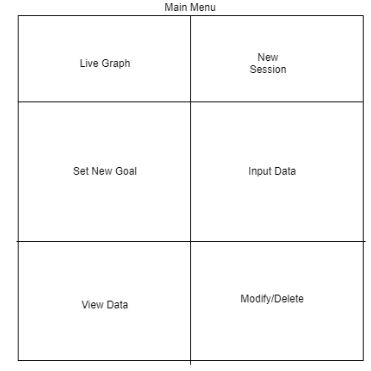 Main Menu
Live Graph
New
Session
Set New Goal
Input Data
View Data
Modify/Delete